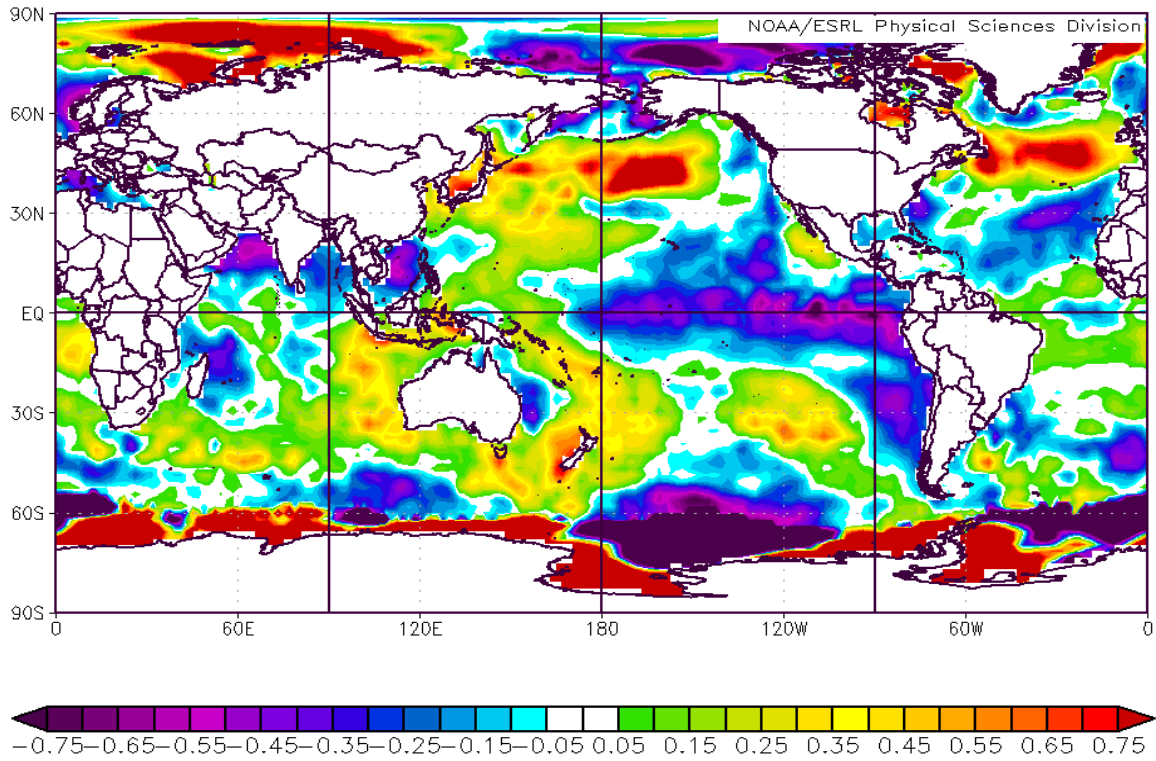 90N
NOAA/ESRL Physical Sciences Division
60N
30N
EQ
30S
60S
90S
0 60E 120E 180 120W 60W 0
-0.75 -0.65 -0.55 -0.45 -0.35 -0.25 -0.15 -0.05 0.05 0.15 0.25 0.35 0.45 0.55 0.65 0.75